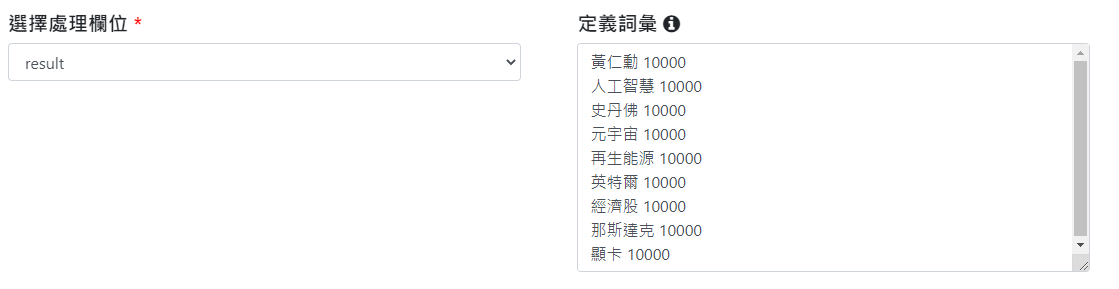 選擇處理欄位 *
result
定義詞彙
黃仁勳 10000
人工智慧 10000
史丹佛 10000
元宇宙 10000
再生能源 10000
英特爾 10000
經濟股 10000
那斯達克 10000
顯卡 10000